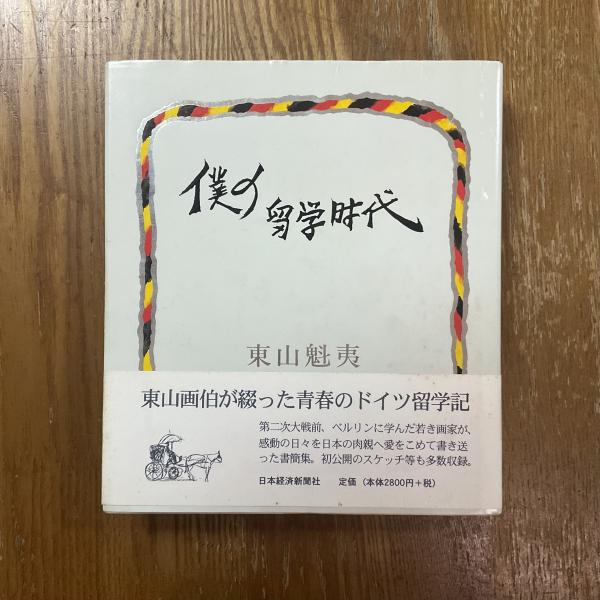 僕の留学時代
東山魁夷
東山画伯が綴った青春のドイツ留学記
第二次大戦前、ベルリンに学んだ若き画家が、
感動の日々を日本の肉親へ愛をこめて書き送
った書簡集。初公開のスケッチ等も多数収録。
日本経済新聞社 定価（本体2800円+税）